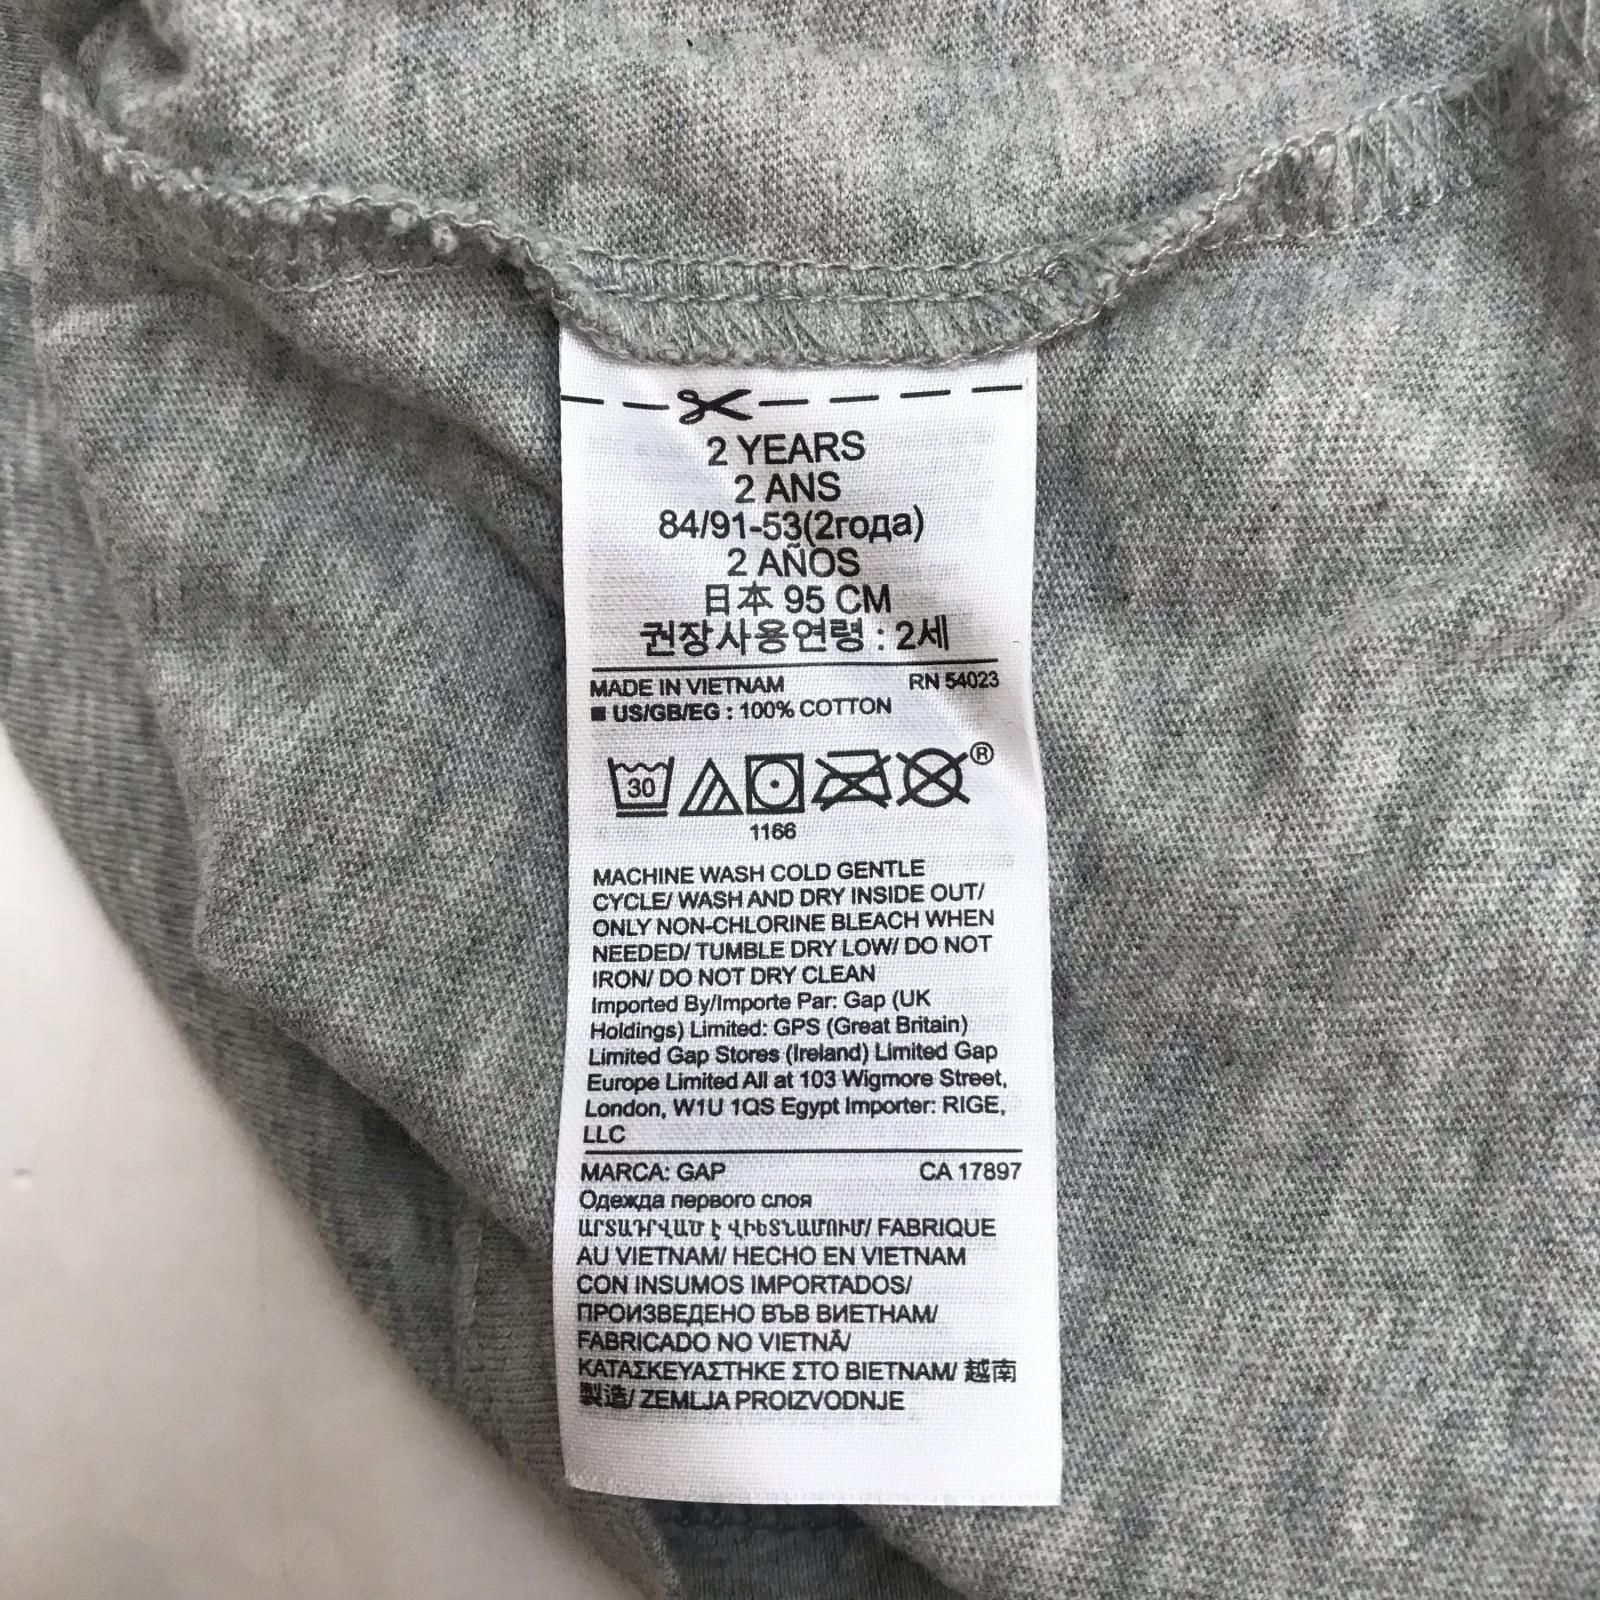 2 YEARS
2 ANS
84/91-53(2года)
2 AÑOS
日本 95 CM
권장사용연령 : 2세
MADE IN VIETNAM RN 54023
■ US/GB/EG : 100% COTTON
30
®
1166
MACHINE WASH COLD GENTLE
CYCLE/ WASH AND DRY INSIDE OUT/
ONLY NON-CHLORINE BLEACH WHEN
NEEDED/ TUMBLE DRY LOW/ DO NOT
IRON/ DO NOT DRY CLEAN
Imported By/Importe Par: Gap (UK
Holdings) Limited: GPS (Great Britain)
Limited Gap Stores (Ireland) Limited Gap
Europe Limited All at 103 Wigmore Street,
London, W1U 1QS Egypt Importer: RIGE,
LLC
MARCA: GAP CA 17897
Одежда первого слоя
ԱՐՏԱԴՐՎԱԾ Է ՎԻԵՏՆԱՄՈՒՄ/ FABRIQUE
AU VIETNAM/ HECHO EN VIETNAM
CON INSUMOS IMPORTADOS/
ПРОИЗВЕДЕНО ВЪВ ВИЕТНАМ/
FABRICADO NO VIETNÃ/
ΚΑΤΑΣΚΕΥΑΣΤΗΚΕ ΣΤΟ ΒΙΕΤΝΑΜ/ 越南
製造/ ZEMLJA PROIZVODNJE